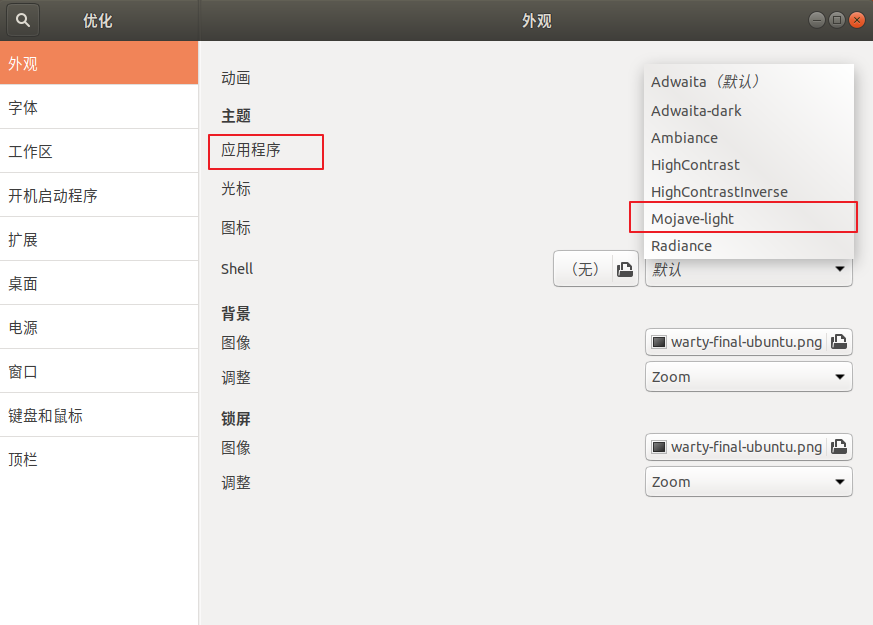 优化
外观
外观
字体
工作区
开机启动程序
扩展
桌面
电源
窗口
键盘和鼠标
顶栏
动画
主题
应用程序
光标
图标
Adwaita（默认）
Adwaita-dark
Ambiance
HighContrast
HighContrastInverse
Mojave-light
Radiance
Shell （无） 默认
背景
图像 warty-final-ubuntu.png
调整 Zoom
锁屏
图像 warty-final-ubuntu.png
调整 Zoom